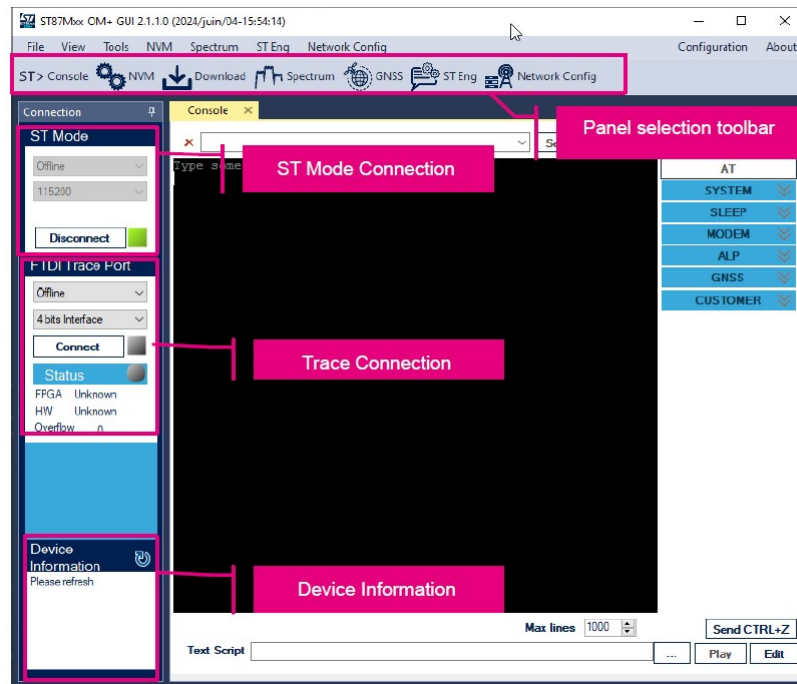 ST87Mxx OM+ GUI 2.1.1.0 (2024/juin/04-15:54:14)
File View Tools NVM Spectrum ST Eng Network Config Configuration About
ST> Console NVM Download Spectrum GNSS ST Eng Network Config
Panel selection toolbar
Connection
Console
ST Mode
Offline
115200
Disconnect
Type some
ST Mode Connection
AT
SYSTEM
SLEEP
MODEM
ALP
GNSS
CUSTOMER
FTDI Trace Port
Offline
4 bits Interface
Connect
Trace Connection
Status
FPGA Unknown
HW Unknown
Overflow 0
Device
Information
Please refresh
Device Information
Max lines 1000
Send CTRL+Z
Text Script
... Play Edit